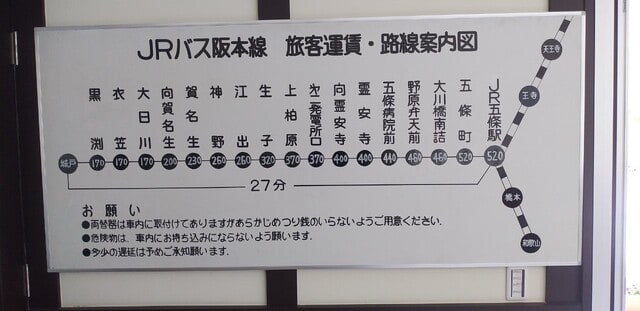 JRバス阪本線 旅客運賃・路線案内図
黒渕
衣笠
大日川
向賀名生
賀名生
神野
江出
生子
上柏原
北一発電所口
向霊安寺
霊安寺
五條病院前
野原弁天前
大川橋南詰
五條町
JR五條駅
城戸 170 170 170 200 230 260 260 320 370 370 400 400 440 460 460 520 520
天王寺
王寺
橋本
和歌山
27分
お願い
●両替器は車内に取付けてありますがあらかじめつり銭のいらないようご用意ください。
●危険物は、車内にお持ち込みにならないよう願います。
●多少の遅延は予めご承知願います。